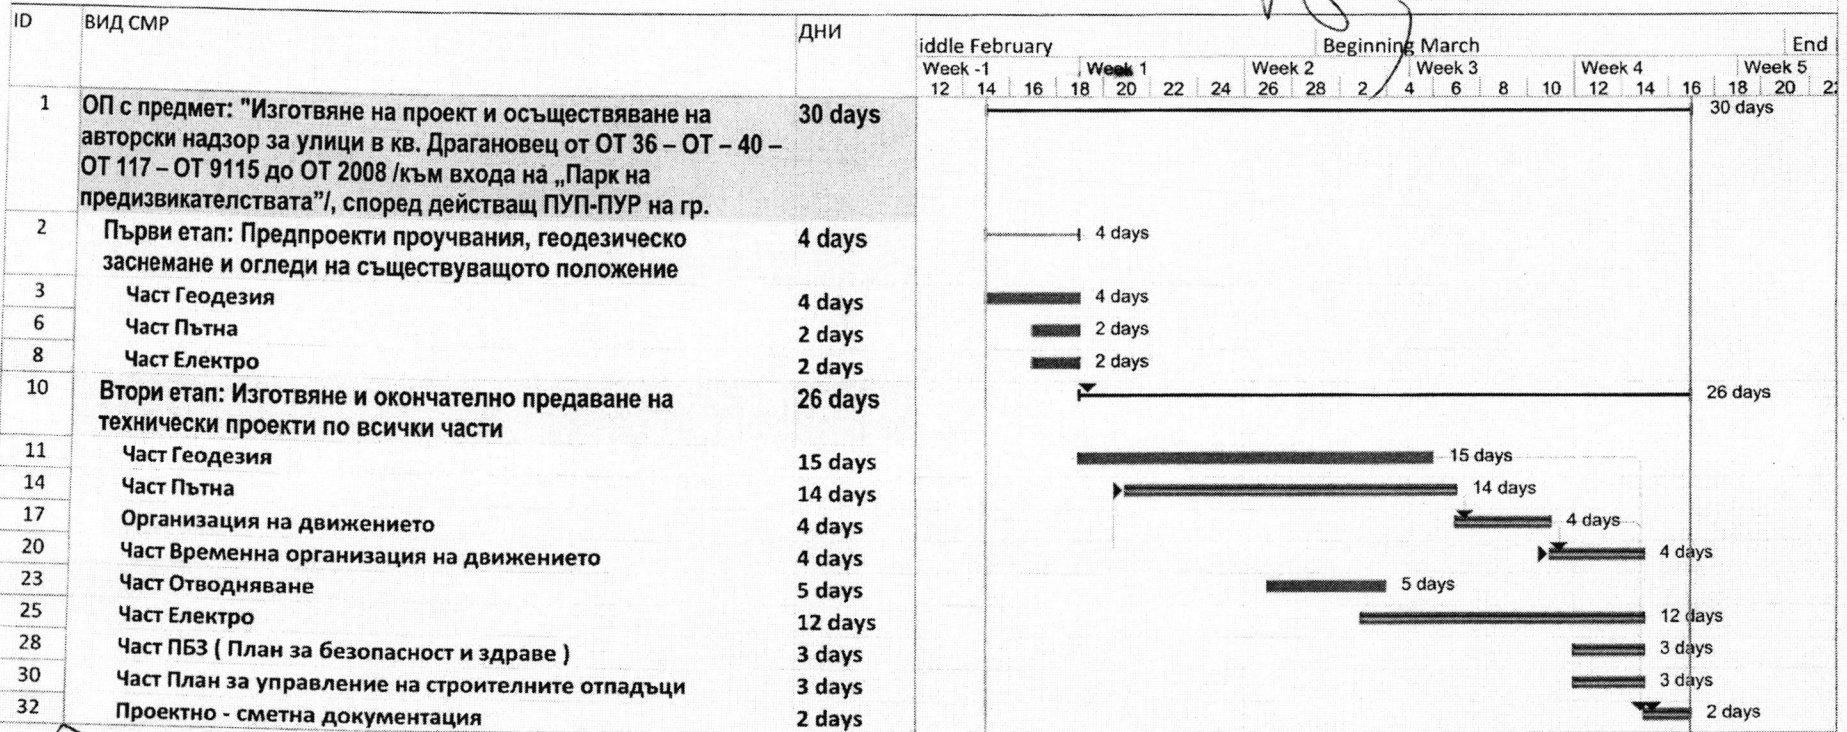 ID ВИД СМР ДНИ
iddle February Beginning March End
Week -1 Week 1 Week 2 Week 3 Week 4 Week 5
12 14 16 18 20 22 24 26 28 2 4 6 8 10 12 14 16 18 20 22
1 ОП с предмет: "Изготвяне на проект и осъществяване на 30 days 30 days
авторски надзор за улици в кв. Драгановец от ОТ 36 – ОТ – 40 –
ОТ 117 – ОТ 9115 до ОТ 2008 /към входа на „Парк на
предизвикателствата”/, според действащ ПУП-ПУР на гр.
2 Първи етап: Предпроекти проучвания, геодезическо 4 days 4 days
заснемане и огледи на съществуващото положение
3 Част Геодезия 4 days 4 days
6 Част Пътна 2 days 2 days
8 Част Електро 2 days 2 days
10 Втори етап: Изготвяне и окончателно предаване на 26 days 26 days
технически проекти по всички части
11 Част Геодезия 15 days 15 days
14 Част Пътна 14 days 14 days
17 Организация на движението 4 days 4 days
20 Част Временна организация на движението 4 days 4 days
23 Част Отводняване 5 days 5 days
25 Част Електро 12 days 12 days
28 Част ПБЗ ( План за безопасност и здраве ) 3 days 3 days
30 Част План за управление на строителните отпадъци 3 days 3 days
32 Проектно - сметна документация 2 days 2 days